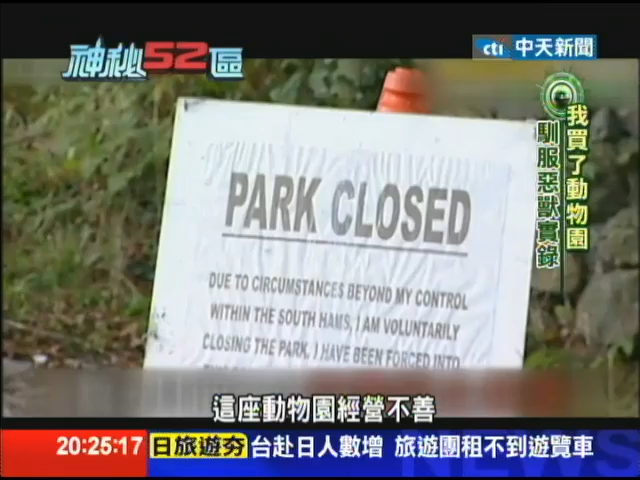 神秘52區
cti 中天新聞
我買了動物園
馴服惡獸實錄
PARK CLOSED
DUE TO CIRCUMSTANCES BEYOND MY CONTROL
WITHIN THE SOUTH HAMS, I AM VOLUNTARILY
CLOSING THE PARK. I HAVE BEEN FORCED INTO
這座動物園經營不善
20:25:17 日旅遊夯 台赴日人數增 旅遊團租不到遊覽車
NEWS